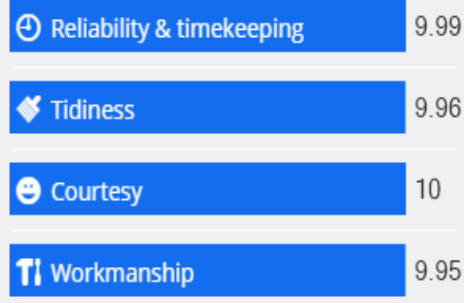 Reliability & timekeeping 9.99
Tidiness 9.96
Courtesy 10
Workmanship 9.95